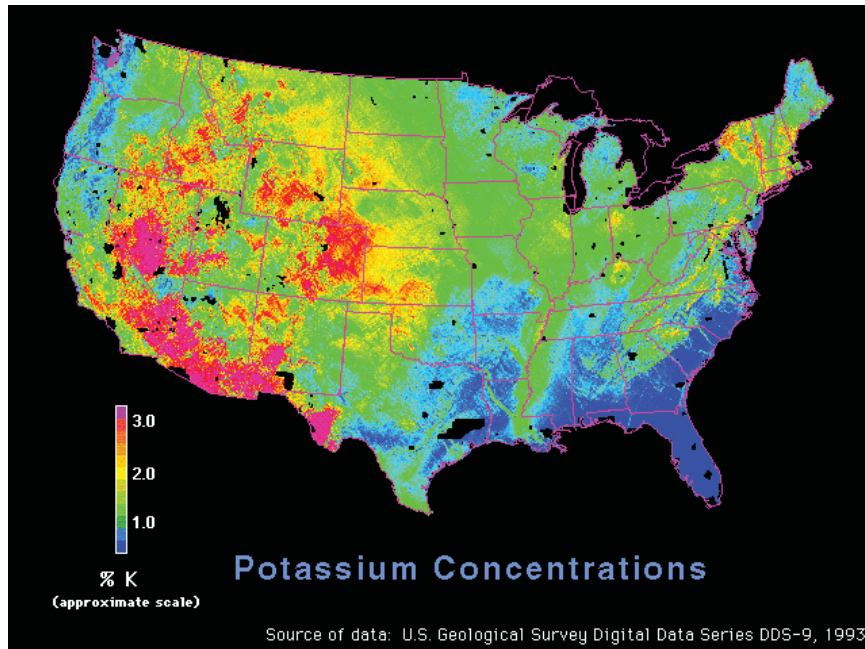 3.0
2.0
1.0
% K
(approximate scale)
Potassium Concentrations
Source of data: U.S. Geological Survey Digital Data Series DDS-9, 1993